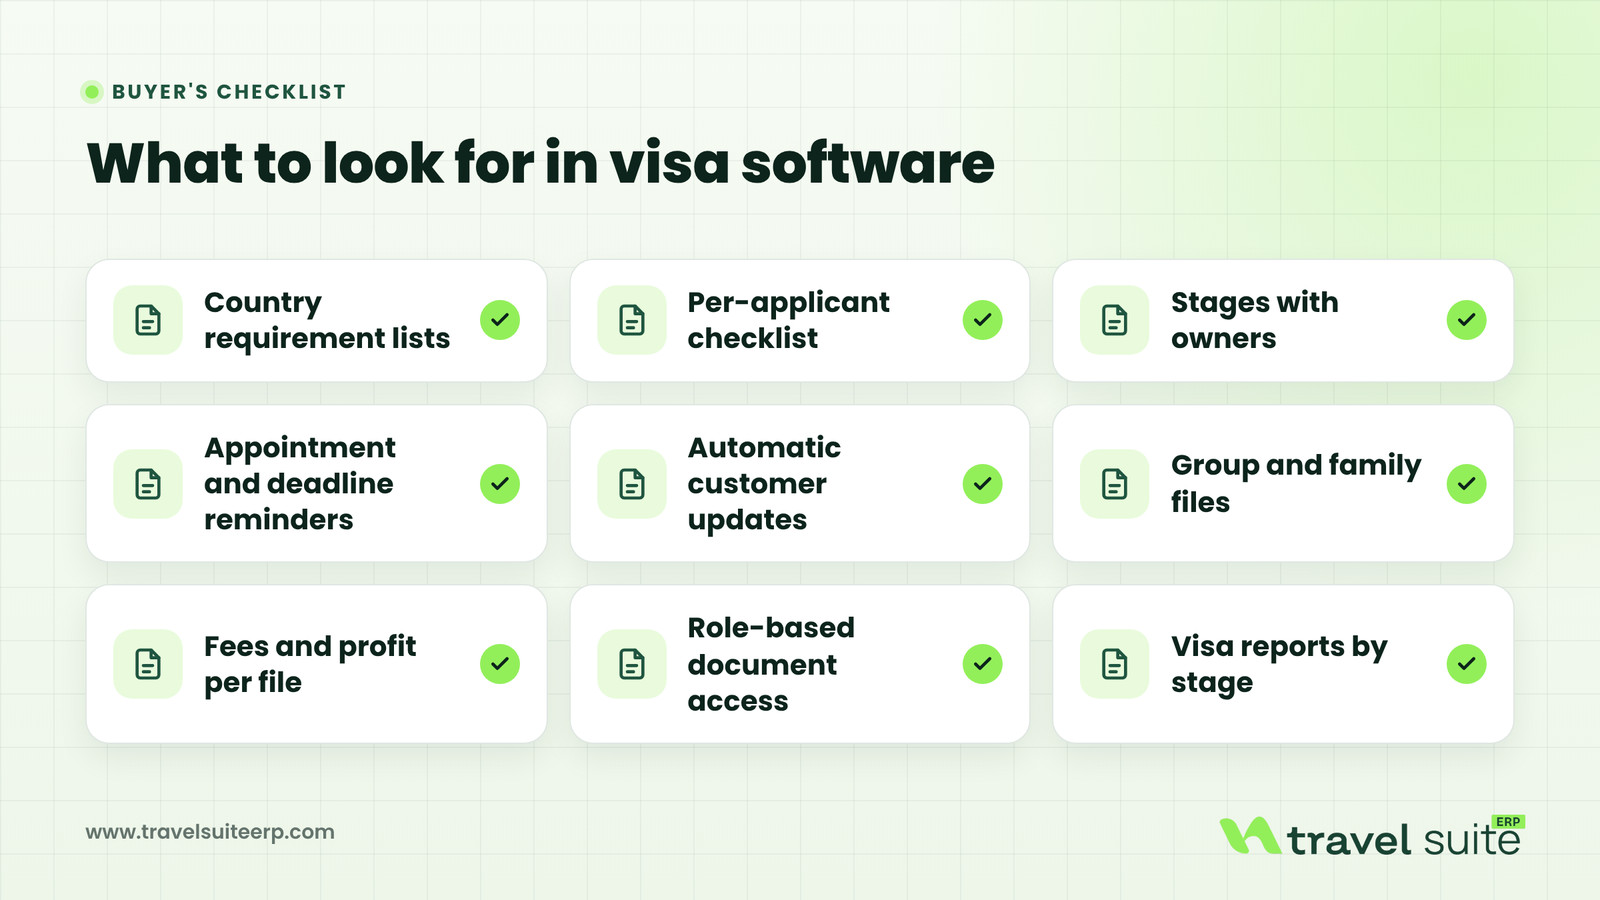 BUYER'S CHECKLIST
What to look for in visa software
Country
requirement lists
Per-applicant
checklist
Stages with
owners
Appointment
and deadline
reminders
Automatic
customer
updates
Group and family
files
Fees and profit
per file
Role-based
document
access
Visa reports by
stage
www.travelsuiteerp.com
travel suite ERP